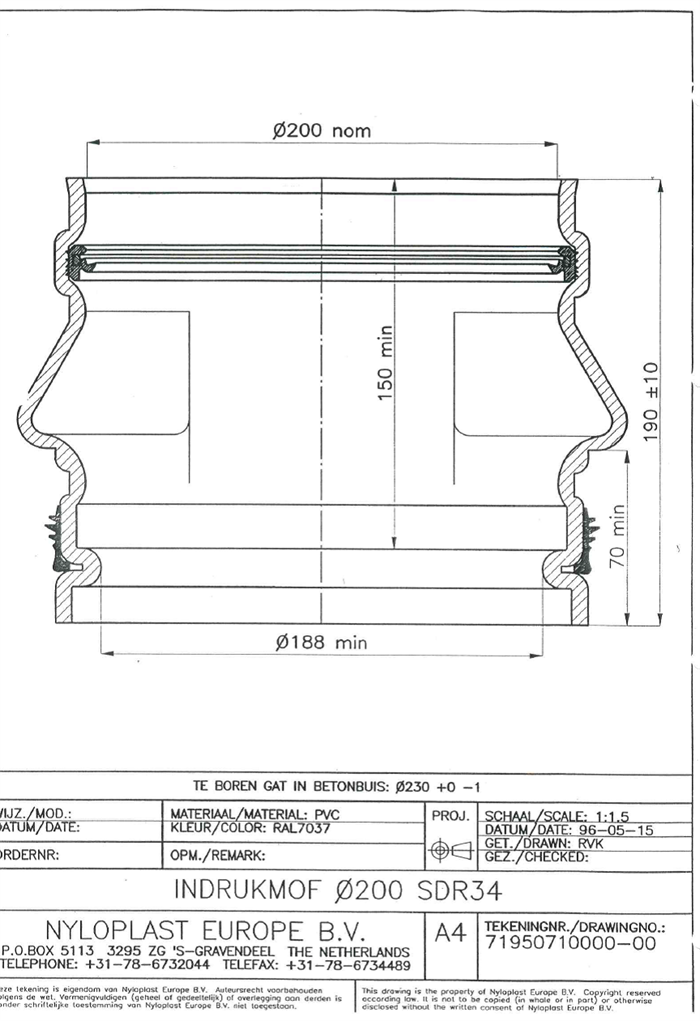 Ø200 nom
150 min
190 ±10
70 min
Ø188 min
TE BOREN GAT IN BETONBUIS: Ø230 +0 -1
WIJZ./MOD.:
DATUM/DATE:
ORDERNR:
MATERIAAL/MATERIAL: PVC
KLEUR/COLOR: RAL7037
OPM./REMARK:
PROJ.
SCHAAL/SCALE: 1:1.5
DATUM/DATE: 96-05-15
GET./DRAWN: RVK
GEZ./CHECKED:
INDRUKMOF Ø200 SDR34
NYLOPLAST EUROPE B.V.
P.O.BOX 5113 3295 ZG 'S-GRAVENDEEL THE NETHERLANDS
TELEPHONE: +31-78-6732044 TELEFAX: +31-78-6734489
A4
TEKENINGNR./DRAWINGNO.:
71950710000-00
eze tekening is eigendom van Nyloplast Europe B.V. Auteursrecht voorbehouden
olgens de wet. Vermenigvuldigen (geheel of gedeeltelijk) of overlegging aan derden is
onder schriftelijke toestemming van Nyloplast Europe B.V. niet toegestaan.
This drawing is the property of Nyloplast Europe B.V. Copyright reserved
according law. It is not to be copied (in whole or in part) or otherwise
disclosed without the written consent of Nyloplast Europe B.V.